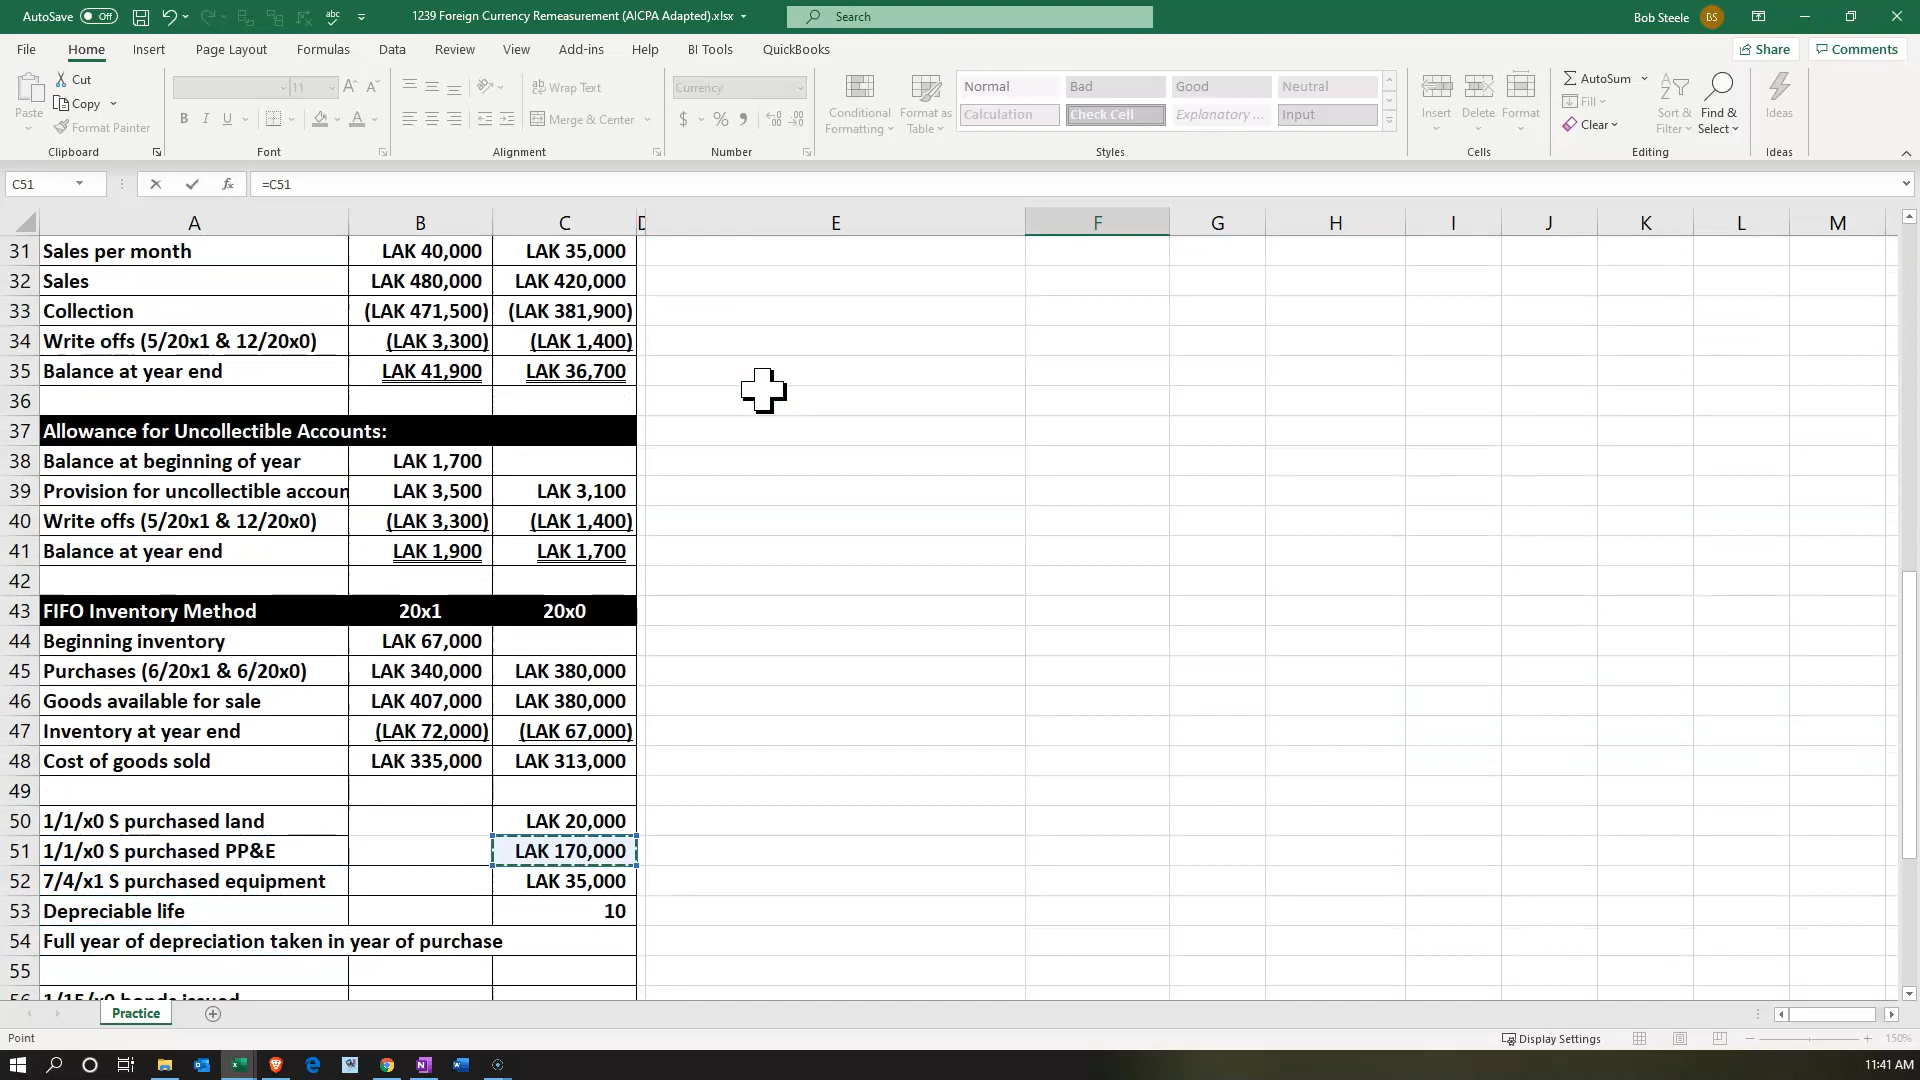 AutoSave Off
1239 Foreign Currency Remeasurement (AICPA Adapted).xlsx
Search
Bob Steele
BS
File Home Insert Page Layout Formulas Data Review View Add-ins Help BI Tools QuickBooks
Share
Comments
Paste
Cut
Copy
Format Painter
Clipboard
11
Font
Wrap Text
Merge & Center
Alignment
Currency
Number
Conditional Formatting
Format as Table
Normal Bad Good Neutral
Calculation Check Cell Explanatory ... Input
Styles
Insert Delete Format
Cells
AutoSum
Fill
Clear
Sort & Filter
Find & Select
Editing
Ideas
Ideas
C51
fx
=C51
A B C D E F G H I J K L M
31 Sales per month LAK 40,000 LAK 35,000
32 Sales LAK 480,000 LAK 420,000
33 Collection (LAK 471,500) (LAK 381,900)
34 Write offs (5/20x1 & 12/20x0) (LAK 3,300) (LAK 1,400)
35 Balance at year end LAK 41,900 LAK 36,700
36
37 Allowance for Uncollectible Accounts:
38 Balance at beginning of year LAK 1,700
39 Provision for uncollectible accoun LAK 3,500 LAK 3,100
40 Write offs (5/20x1 & 12/20x0) (LAK 3,300) (LAK 1,400)
41 Balance at year end LAK 1,900 LAK 1,700
42
43 FIFO Inventory Method 20x1 20x0
44 Beginning inventory LAK 67,000
45 Purchases (6/20x1 & 6/20x0) LAK 340,000 LAK 380,000
46 Goods available for sale LAK 407,000 LAK 380,000
47 Inventory at year end (LAK 72,000) (LAK 67,000)
48 Cost of goods sold LAK 335,000 LAK 313,000
49
50 1/1/x0 S purchased land LAK 20,000
51 1/1/x0 S purchased PP&E LAK 170,000
52 7/4/x1 S purchased equipment LAK 35,000
53 Depreciable life 10
54 Full year of depreciation taken in year of purchase
55
56 1/15/x0 bonds issued
Practice
Point
Display Settings
150%
11:41 AM